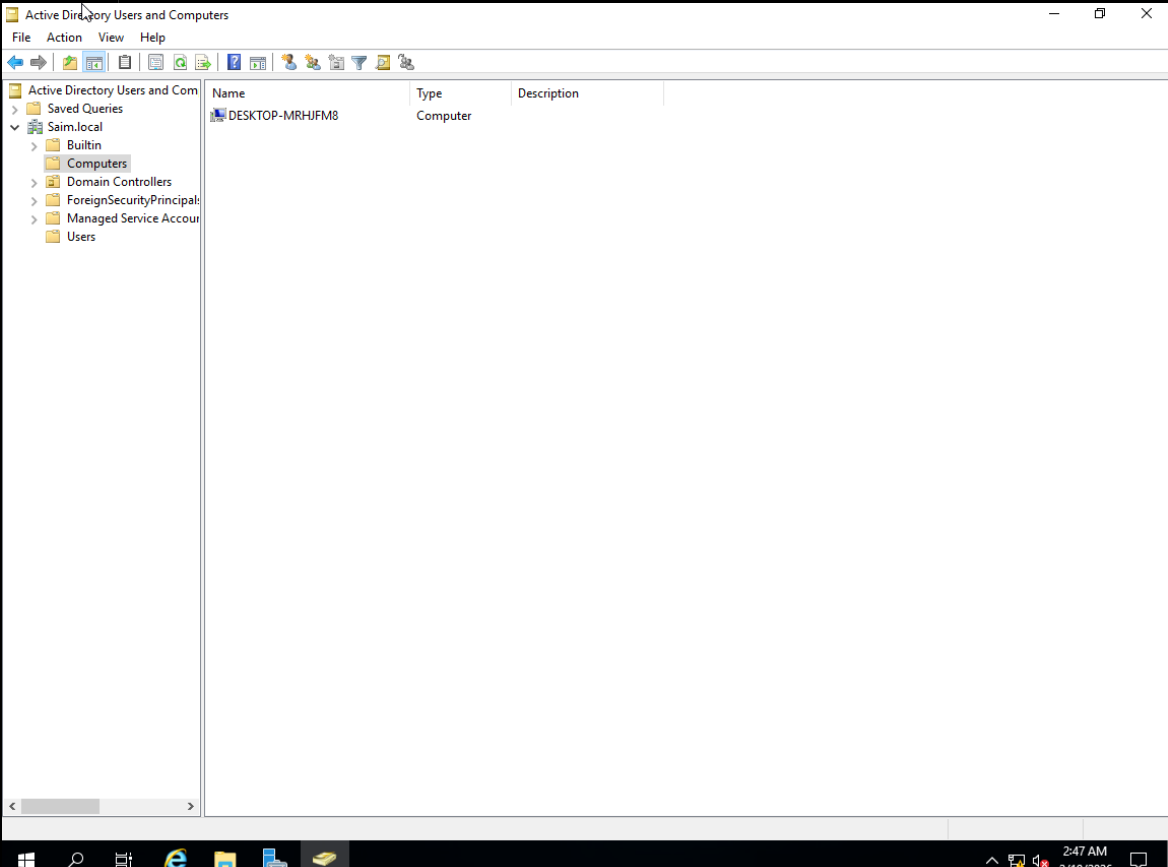 Active Directory Users and Computers
File Action View Help
Active Directory Users and Com
Saved Queries
Saim.local
Builtin
Computers
Domain Controllers
ForeignSecurityPrincipals
Managed Service Accour
Users
Name Type Description
DESKTOP-MRHJFM8 Computer
2:47 AM